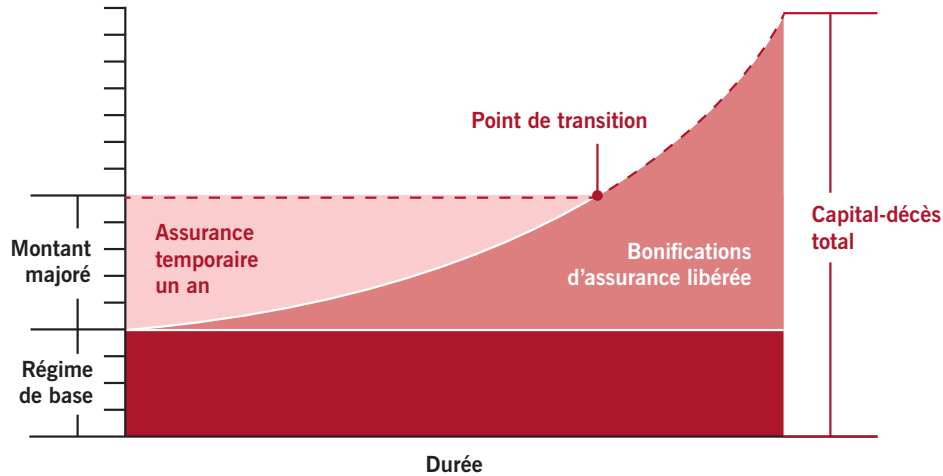 Point de transition
Assurance
temporaire
un an
Bonifications
d'assurance libérée
Montant
majoré
Régime
de base
Capital-décès
total
Durée